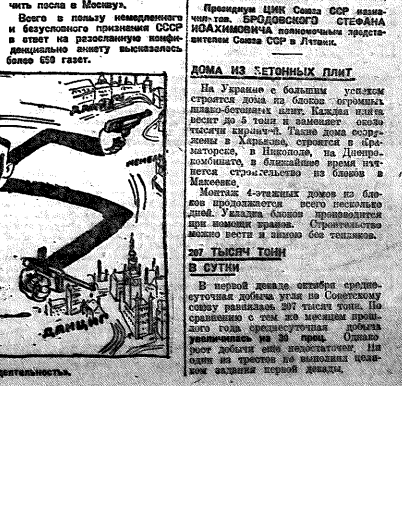 чить посла в Москву».
Всего в пользу немедленного
и безусловного признания СССР
в ответ на разосланную конфи-
денциально анкету высказалось
более 650 газет.
ДАНЦИГ
деятельность».
Президиум ЦИК Союза ССР назна-
чил тов. БРОДОВСКОГО СТЕФАНА
ИОАХИМОВИЧА полномочным предста-
вителем Союза ССР в Латвии.
ДОМА ИЗ БЕТОННЫХ ПЛИТ
На Украине с большим успехом
строятся дома из блоков огромных
шлако-бетонных плит. Каждая плита
весит до 5 тонн и заменяет около
тысячи кирпичей. Такие дома соору-
жены в Харькове, строятся в Кра-
маторске, в Никополе, на Днепро-
комбинате, в ближайшее время нач-
нется строительство из блоков в
Макеевке.
Монтаж 4-этажных домов из бло-
ков продолжается всего несколько
дней. Укладка блоков производится
при помощи кранов. Строительство
можно вести и зимою без тепляков.
207 ТЫСЯЧ ТОНН
В СУТКИ
В первой декаде октября средне-
суточная добыча угля по Советскому
союзу равнялась 207 тысяч тонн. По
сравнению с тем же месяцем прош-
лого года среднесуточная добыча
увеличилась на 30 проц. Однако
рост добычи еще недостаточен. Ни
один из трестов не выполнил цели-
ком задания первой декады.